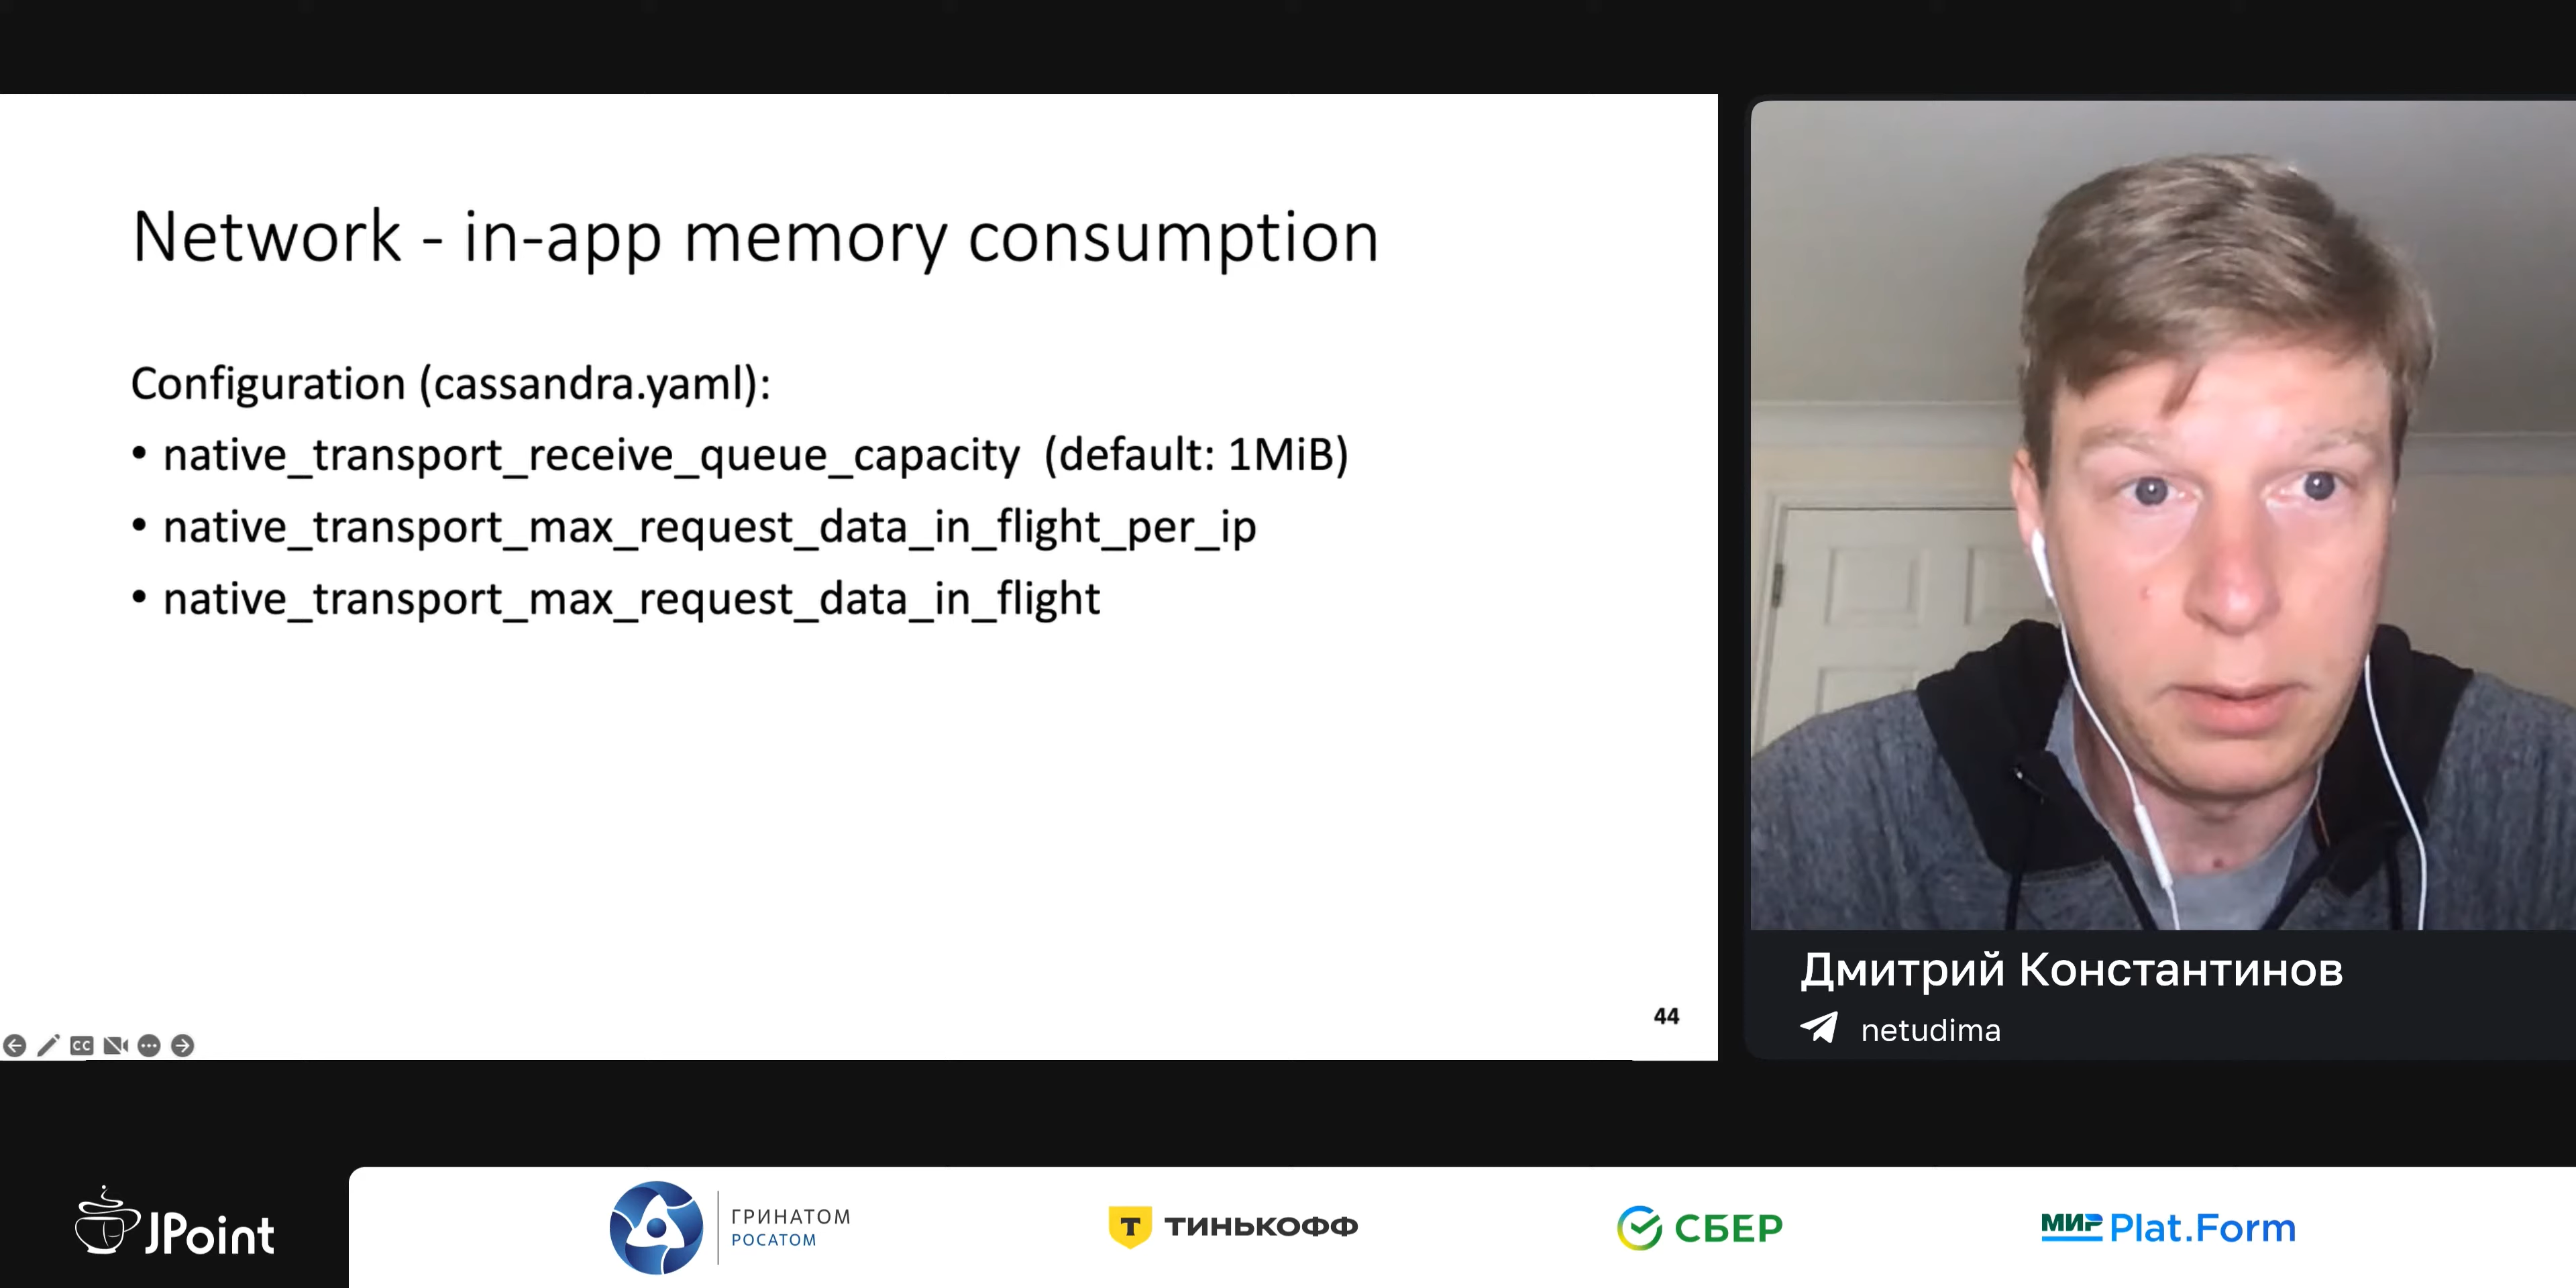 Network - in-app memory consumption
Configuration (cassandra.yaml):
• native_transport_receive_queue_capacity (default: 1MiB)
• native_transport_max_request_data_in_flight_per_ip
• native_transport_max_request_data_in_flight
44
CC
Дмитрий Константинов
netudima
JPoint
ГРИНАТОМ
РОСАТОМ
Т ТИНЬКОФФ
СБЕР
МИР Plat.Form